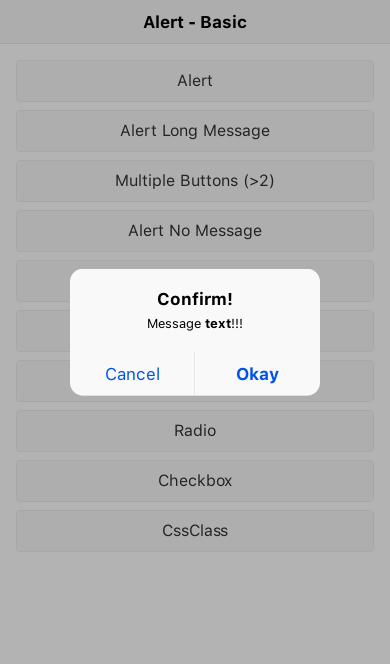 Alert - Basic
Alert
Alert Long Message
Multiple Buttons (>2)
Alert No Message
Confirm!
Message text!!!
Cancel Okay
Radio
Checkbox
CssClass